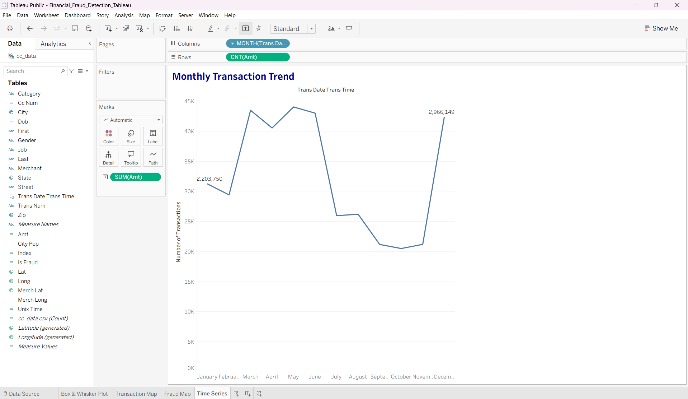 Tableau Public - Financial_Fraud_Detection_Tableau
File Data Worksheet Dashboard Story Analysis Map Format Server Window Help
Standard
Show Me
Data Analytics
cc_data
Search
Tables
Category
Cc Num
City
Dob
First
Gender
Job
Last
Merchant
State
Street
Trans Date Trans Time
Trans Num
Zip
Measure Names
Amt
City Pop
Index
Is Fraud
Lat
Long
Merch Lat
Merch Long
Unix Time
cc_data.csv (Count)
Latitude (generated)
Longitude (generated)
Measure Values
Pages
Filters
Marks
Automatic
Color Size Label
Detail Tooltip Path
SUM(Amt)
Columns MONTH(Trans Da..
Rows CNT(Amt)
Monthly Transaction Trend
Trans Date Trans Time
Number of Transactions
45K
40K
35K
30K
25K
20K
15K
10K
5K
0K
2,203,750
2,966,149
January Februa.. March April May June July August Septe.. October Novem.. Decem..
Data Source Box & Whisker Plot Transaction Map Fraud Map Time Series